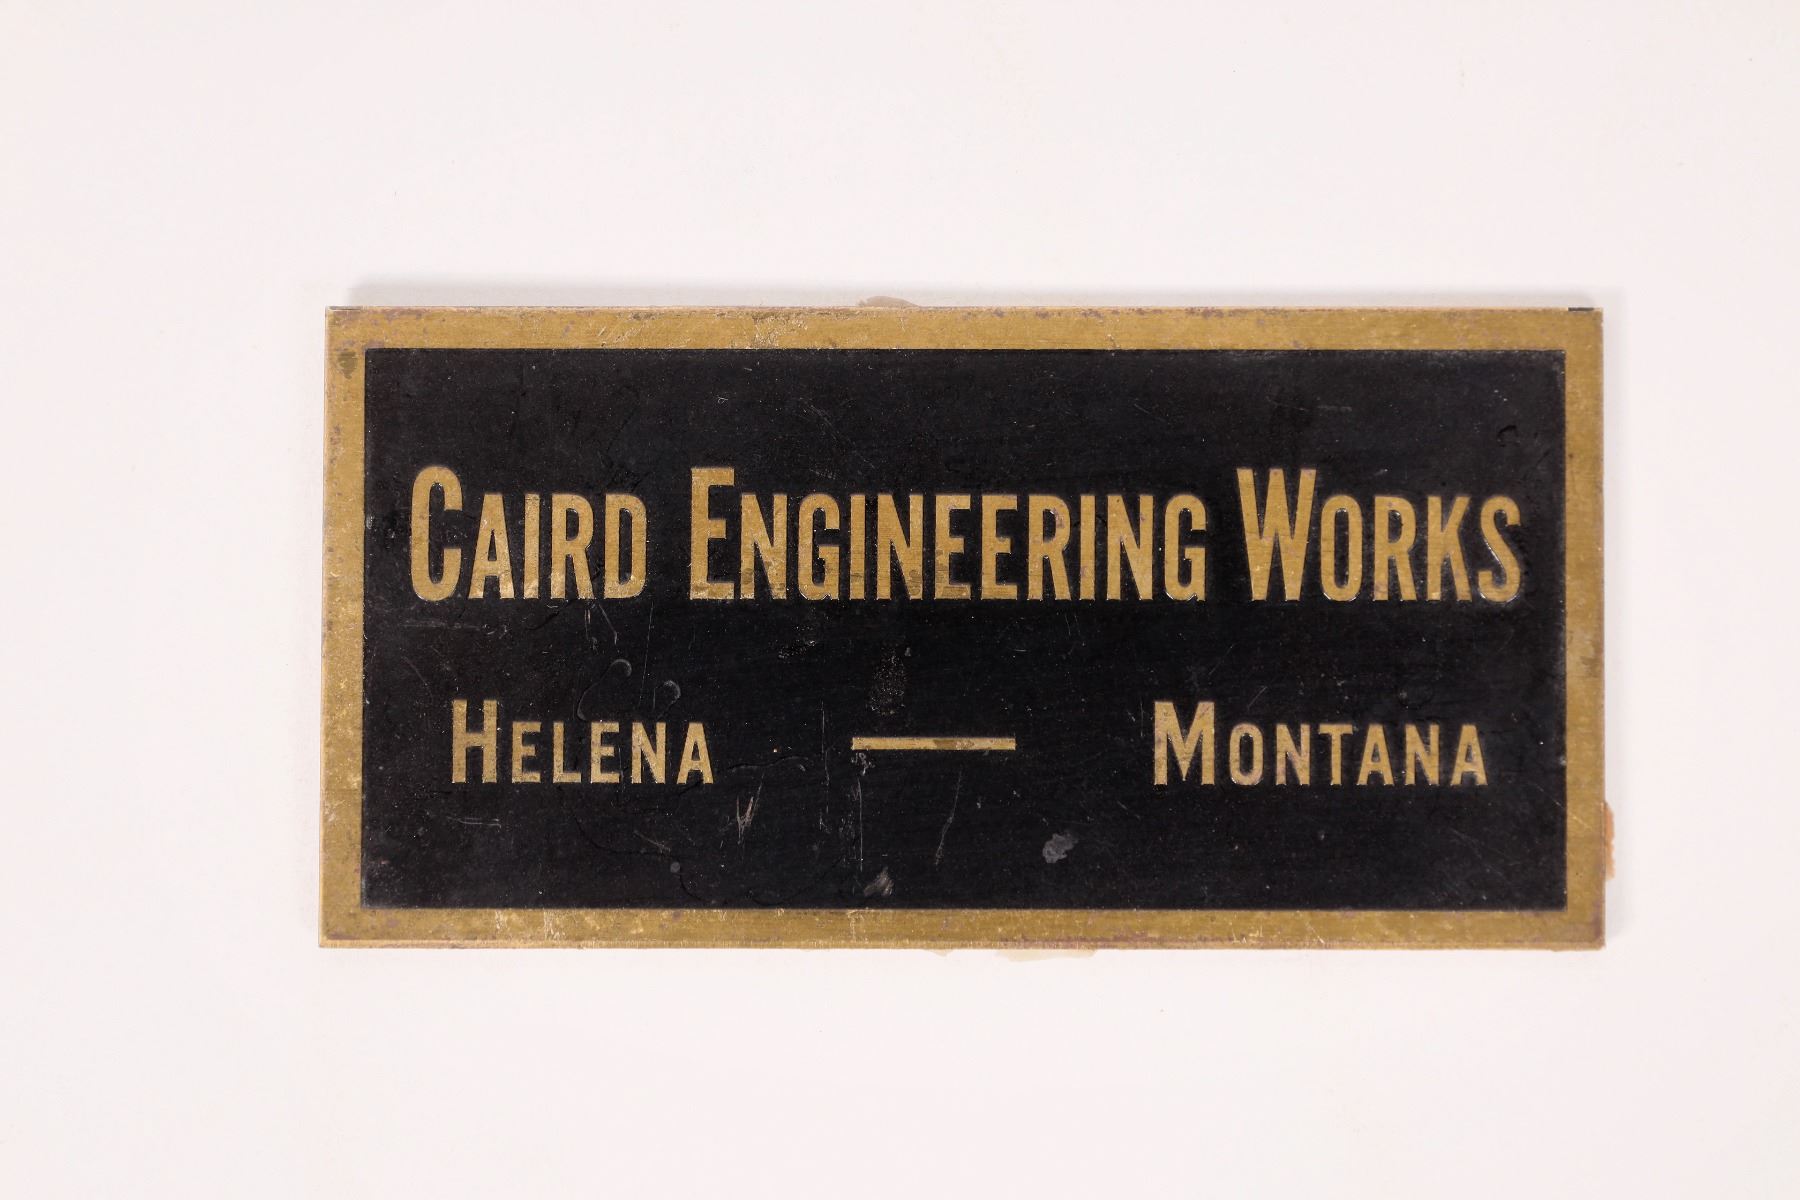 Caird Engineering Works
Helena — Montana